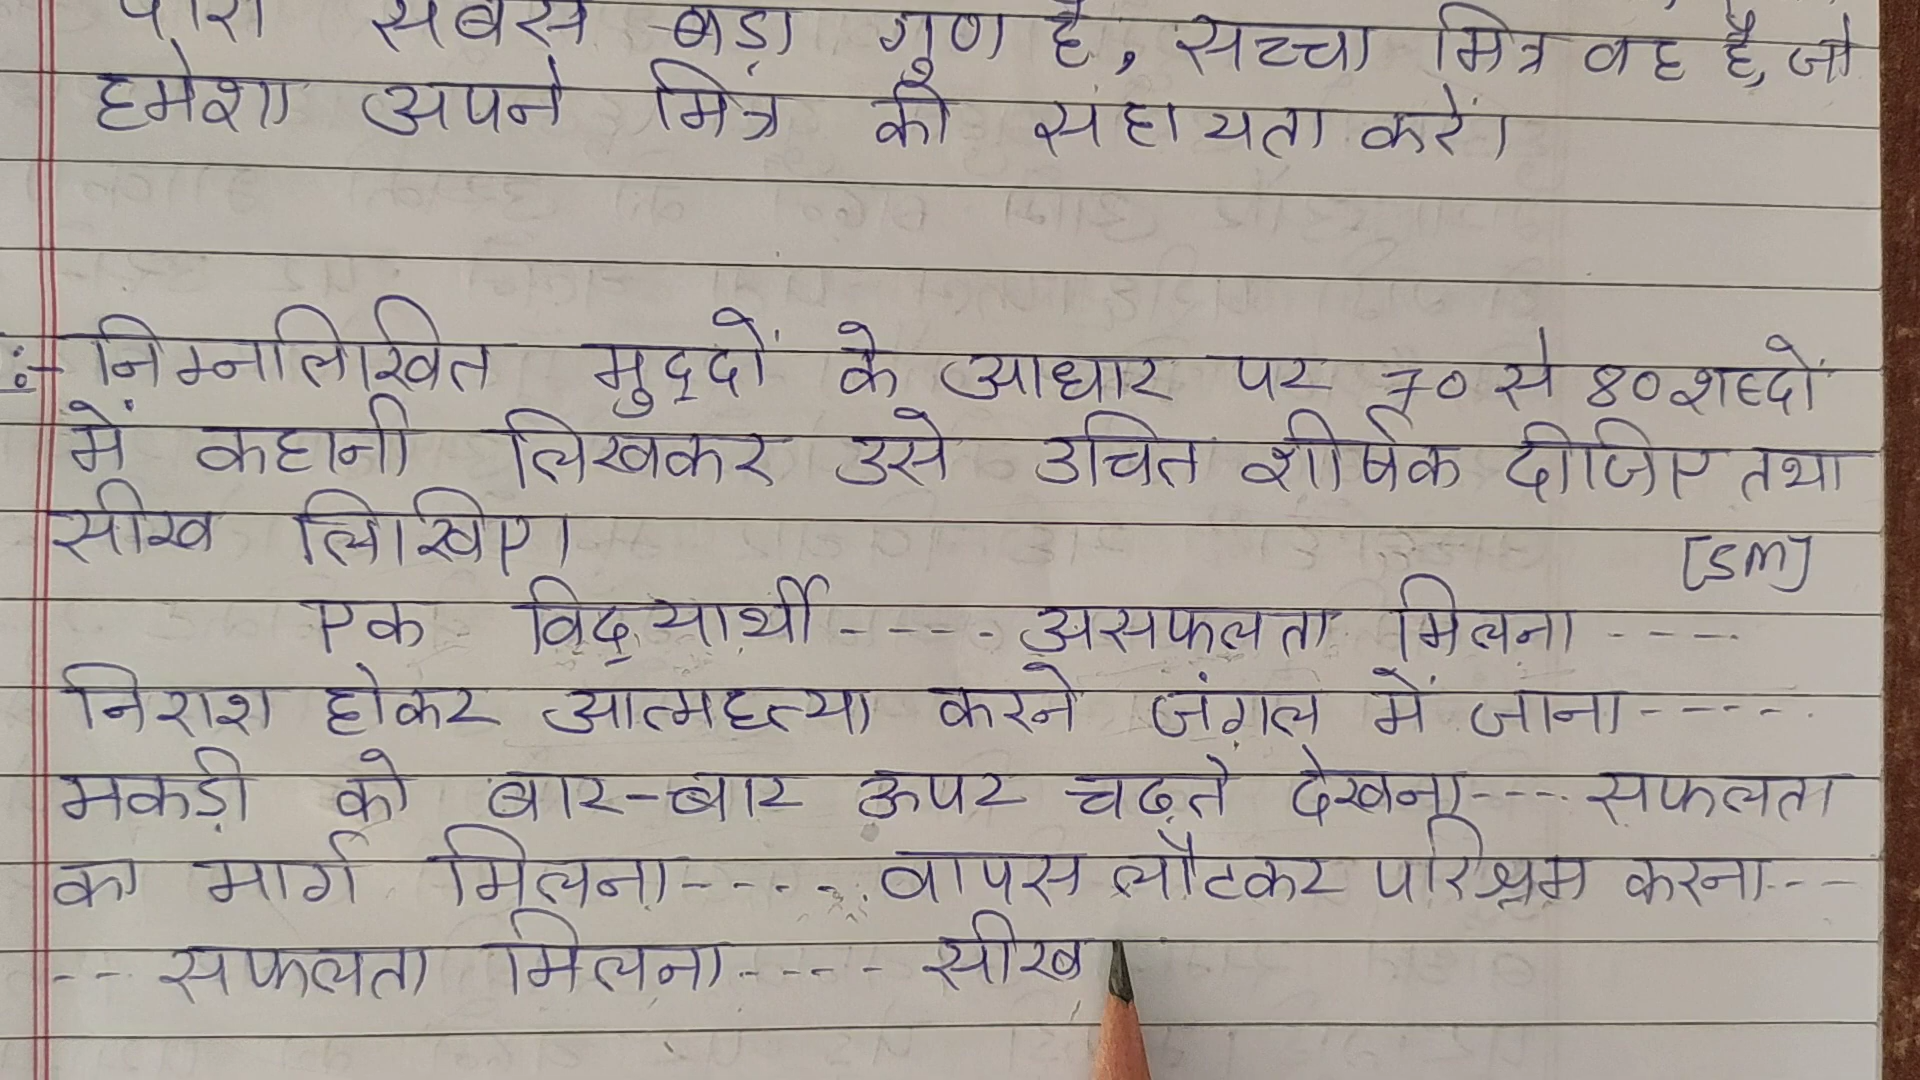 सबसे बड़ा गुण है, सच्चा मित्र वह है, जो
हमेशा अपने मित्र की सहायता करें।
:- निम्नलिखित मुद्दों के आधार पर 70 से 80 शब्दों
में कहानी लिखकर उसे उचित शीर्षक दीजिए तथा
सीख लिखिए। [5M]
एक विद्यार्थी ---- असफलता मिलना ----
निराश होकर आत्महत्या करने जंगल में जाना -----
मकड़ी को बार-बार ऊपर चढ़ते देखना ---- सफलता
का मार्ग मिलना ----- वापस लौटकर परिश्रम करना ---
--- सफलता मिलना ----- सीख